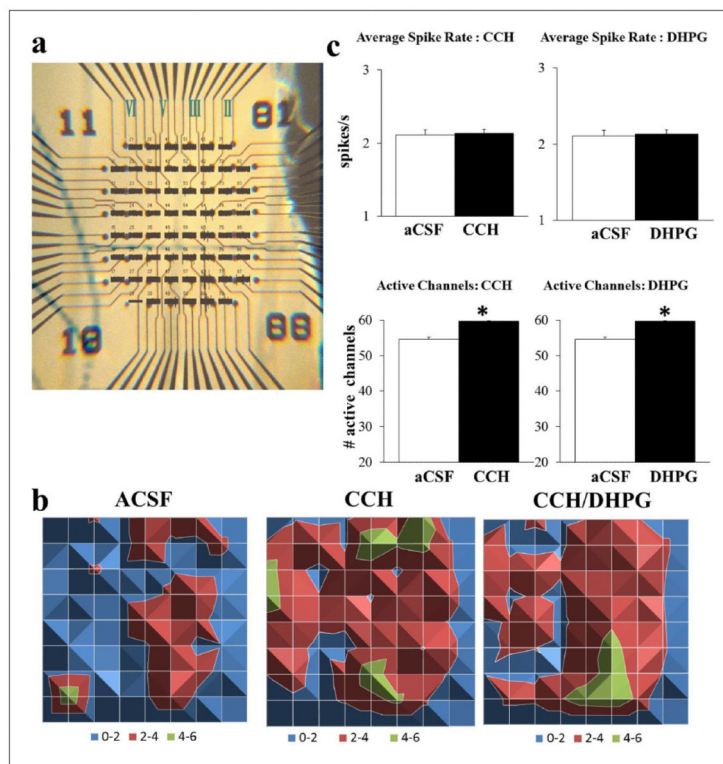 a
VI V III II
11 81
18 88
c
Average Spike Rate : CCH
3
spikes/s
2
1
aCSF CCH
Average Spike Rate : DHPG
3
2
1
aCSF DHPG
Active Channels: CCH
*
60
50
# active channels
40
30
20
aCSF CCH
Active Channels: DHPG
*
60
50
40
30
20
aCSF DHPG
b
ACSF
0-2 2-4 4-6
CCH
0-2 2-4 4-6
CCH/DHPG
0-2 2-4 4-6